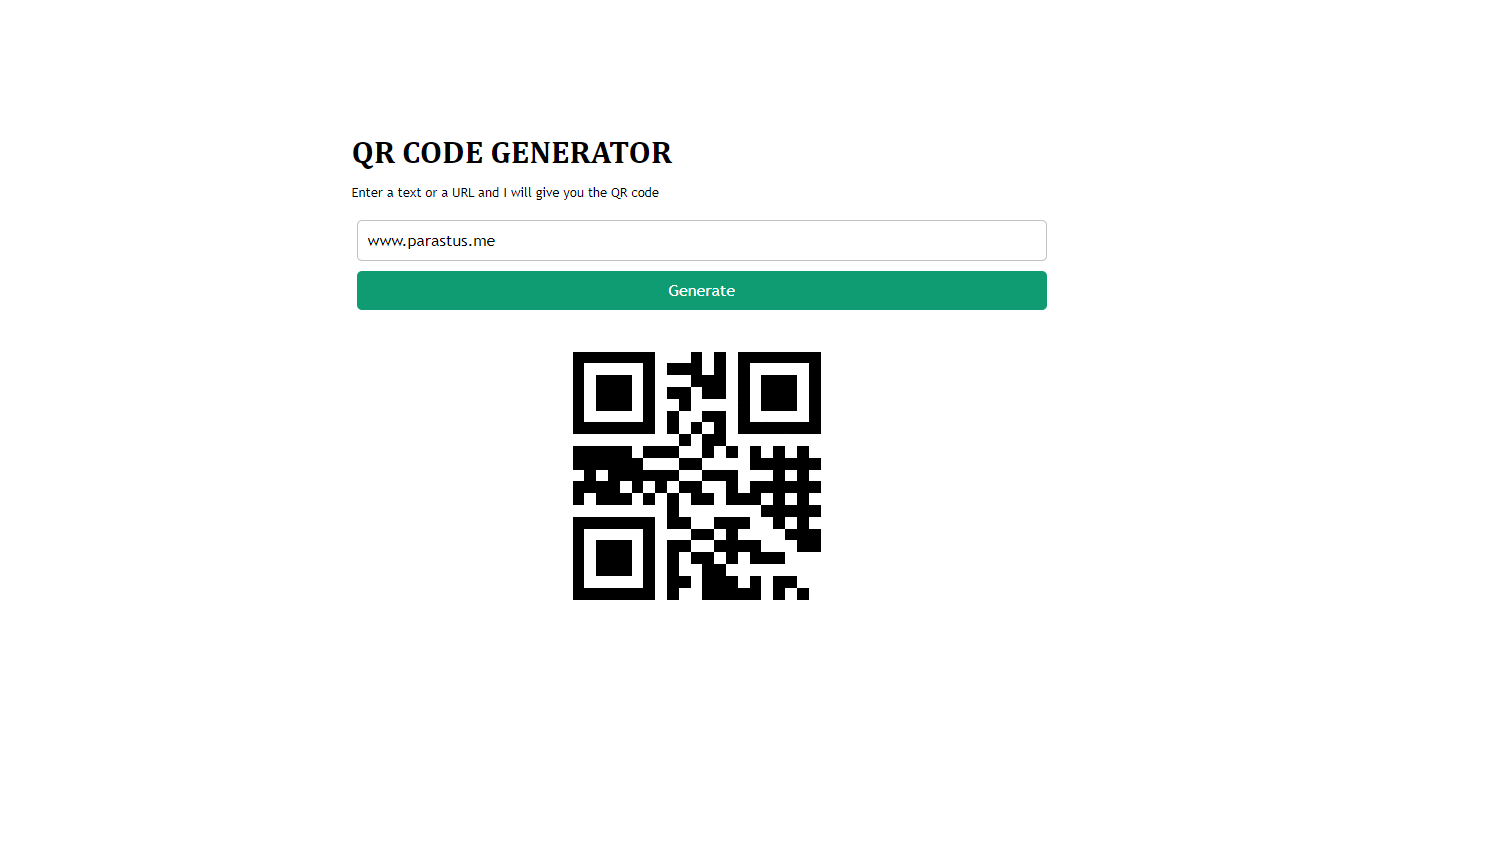 QR CODE GENERATOR
Enter a text or a URL and I will give you the QR code
www.parastus.me
Generate